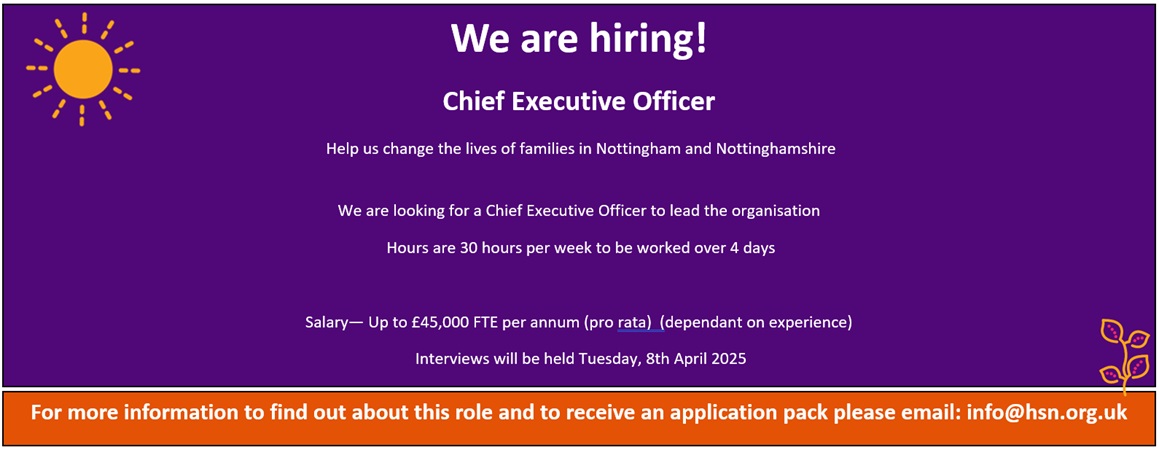 We are hiring!
Chief Executive Officer
Help us change the lives of families in Nottingham and Nottinghamshire
We are looking for a Chief Executive Officer to lead the organisation
Hours are 30 hours per week to be worked over 4 days
Salary— Up to £45,000 FTE per annum (pro rata)  (dependant on experience)
Interviews will be held Tuesday, 8th April 2025
For more information to find out about this role and to receive an application pack please email: info@hsn.org.uk